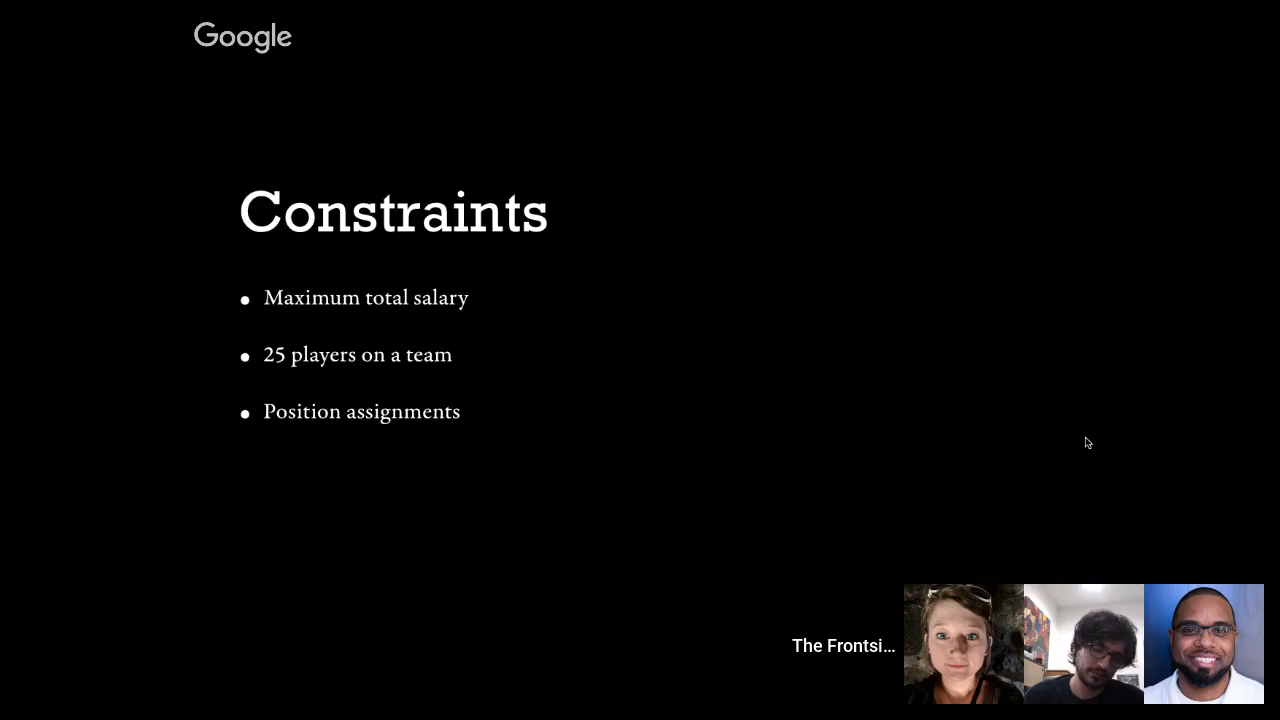 Google
Constraints
• Maximum total salary
• 25 players on a team
• Position assignments
The Frontsi...